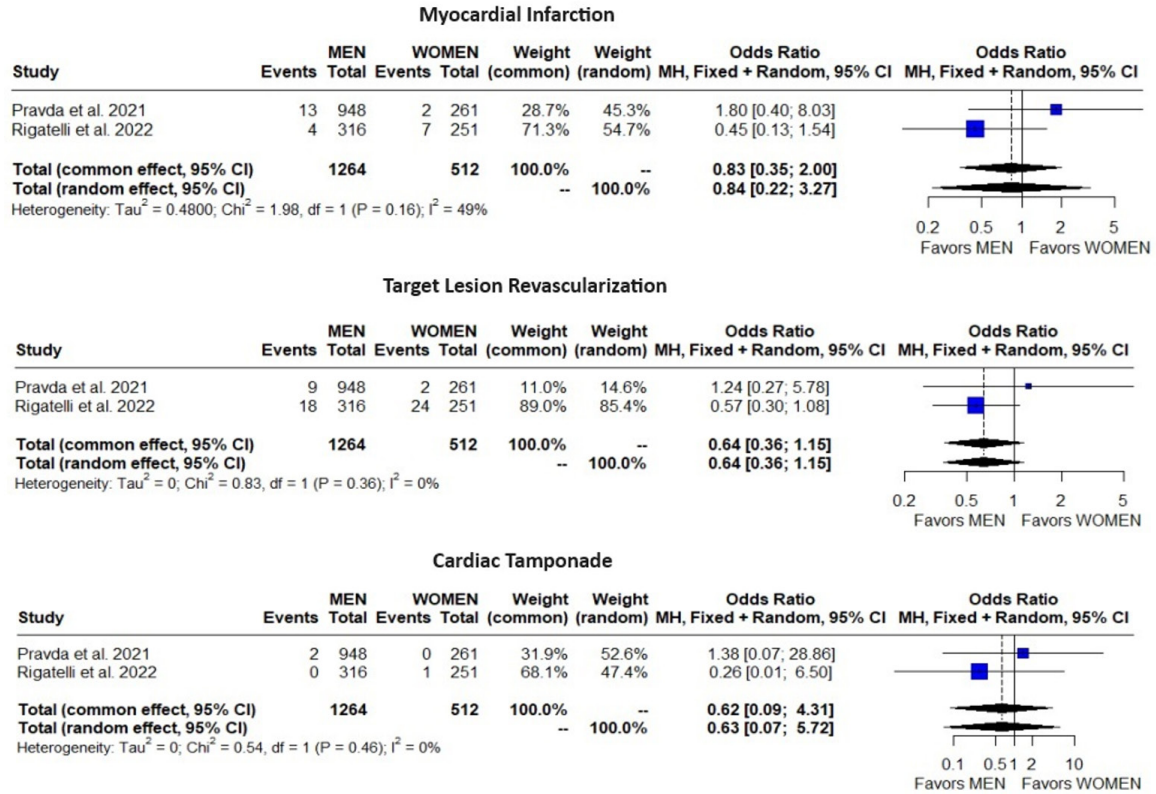 Myocardial Infarction
MEN WOMEN Weight Weight Odds Ratio Odds Ratio
Study Events Total Events Total (common) (random) MH, Fixed + Random, 95% CI MH, Fixed + Random, 95% CI
Pravda et al. 2021 13 948 2 261 28.7% 45.3% 1.80 [0.40; 8.03]
Rigatelli et al. 2022 4 316 7 251 71.3% 54.7% 0.45 [0.13; 1.54]
Total (common effect, 95% CI) 1264 512 100.0% -- 0.83 [0.35; 2.00]
Total (random effect, 95% CI) -- 100.0% 0.84 [0.22; 3.27]
Heterogeneity: Tau² = 0.4800; Chi² = 1.98, df = 1 (P = 0.16); I² = 49%
0.2 0.5 1 2 5
Favors MEN Favors WOMEN
Target Lesion Revascularization
MEN WOMEN Weight Weight Odds Ratio Odds Ratio
Study Events Total Events Total (common) (random) MH, Fixed + Random, 95% CI MH, Fixed + Random, 95% CI
Pravda et al. 2021 9 948 2 261 11.0% 14.6% 1.24 [0.27; 5.78]
Rigatelli et al. 2022 18 316 24 251 89.0% 85.4% 0.57 [0.30; 1.08]
Total (common effect, 95% CI) 1264 512 100.0% -- 0.64 [0.36; 1.15]
Total (random effect, 95% CI) -- 100.0% 0.64 [0.36; 1.15]
Heterogeneity: Tau² = 0; Chi² = 0.83, df = 1 (P = 0.36); I² = 0%
0.2 0.5 1 2 5
Favors MEN Favors WOMEN
Cardiac Tamponade
MEN WOMEN Weight Weight Odds Ratio Odds Ratio
Study Events Total Events Total (common) (random) MH, Fixed + Random, 95% CI MH, Fixed + Random, 95% CI
Pravda et al. 2021 2 948 0 261 31.9% 52.6% 1.38 [0.07; 28.86]
Rigatelli et al. 2022 0 316 1 251 68.1% 47.4% 0.26 [0.01; 6.50]
Total (common effect, 95% CI) 1264 512 100.0% -- 0.62 [0.09; 4.31]
Total (random effect, 95% CI) -- 100.0% 0.63 [0.07; 5.72]
Heterogeneity: Tau² = 0; Chi² = 0.54, df = 1 (P = 0.46); I² = 0%
0.1 0.5 1 2 10
Favors MEN Favors WOMEN